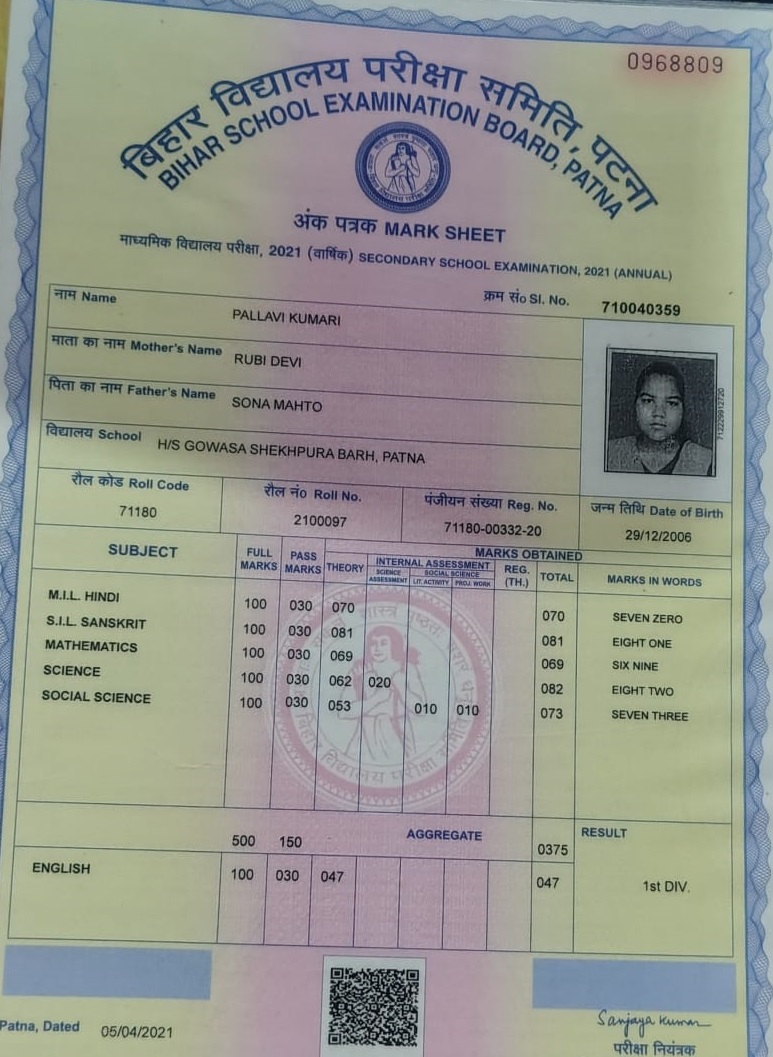 0968809
बिहार विद्यालय परीक्षा समिति, पटना
BIHAR SCHOOL EXAMINATION BOARD, PATNA
अंक पत्रक MARK SHEET
माध्यमिक विद्यालय परीक्षा, 2021 (वार्षिक) SECONDARY SCHOOL EXAMINATION, 2021 (ANNUAL)
क्रम सं० Sl. No. 710040359
नाम Name PALLAVI KUMARI
माता का नाम Mother's Name RUBI DEVI
पिता का नाम Father's Name SONA MAHTO
विद्यालय School H/S GOWASA SHEKHPURA BARH, PATNA
रौल कोड Roll Code रौल नं० Roll No. पंजीयन संख्या Reg. No. जन्म तिथि Date of Birth
71180 2100097 71180-00332-20 29/12/2006
SUBJECT FULL MARKS PASS MARKS MARKS OBTAINED
THEORY INTERNAL ASSESSMENT REG. (TH.) TOTAL MARKS IN WORDS
SCIENCE ASSESSMENT SOCIAL SCIENCE
LIT. ACTIVITY PROJ. WORK
M.I.L. HINDI 100 030 070 070 SEVEN ZERO
S.I.L. SANSKRIT 100 030 081 081 EIGHT ONE
MATHEMATICS 100 030 069 069 SIX NINE
SCIENCE 100 030 062 020 082 EIGHT TWO
SOCIAL SCIENCE 100 030 053 010 010 073 SEVEN THREE
बिहार विद्यालय परीक्षा समिति
500 150 AGGREGATE 0375 RESULT
ENGLISH 100 030 047 047 1st DIV.
Patna, Dated 05/04/2021
Sanjaya Kumar
परीक्षा नियंत्रक